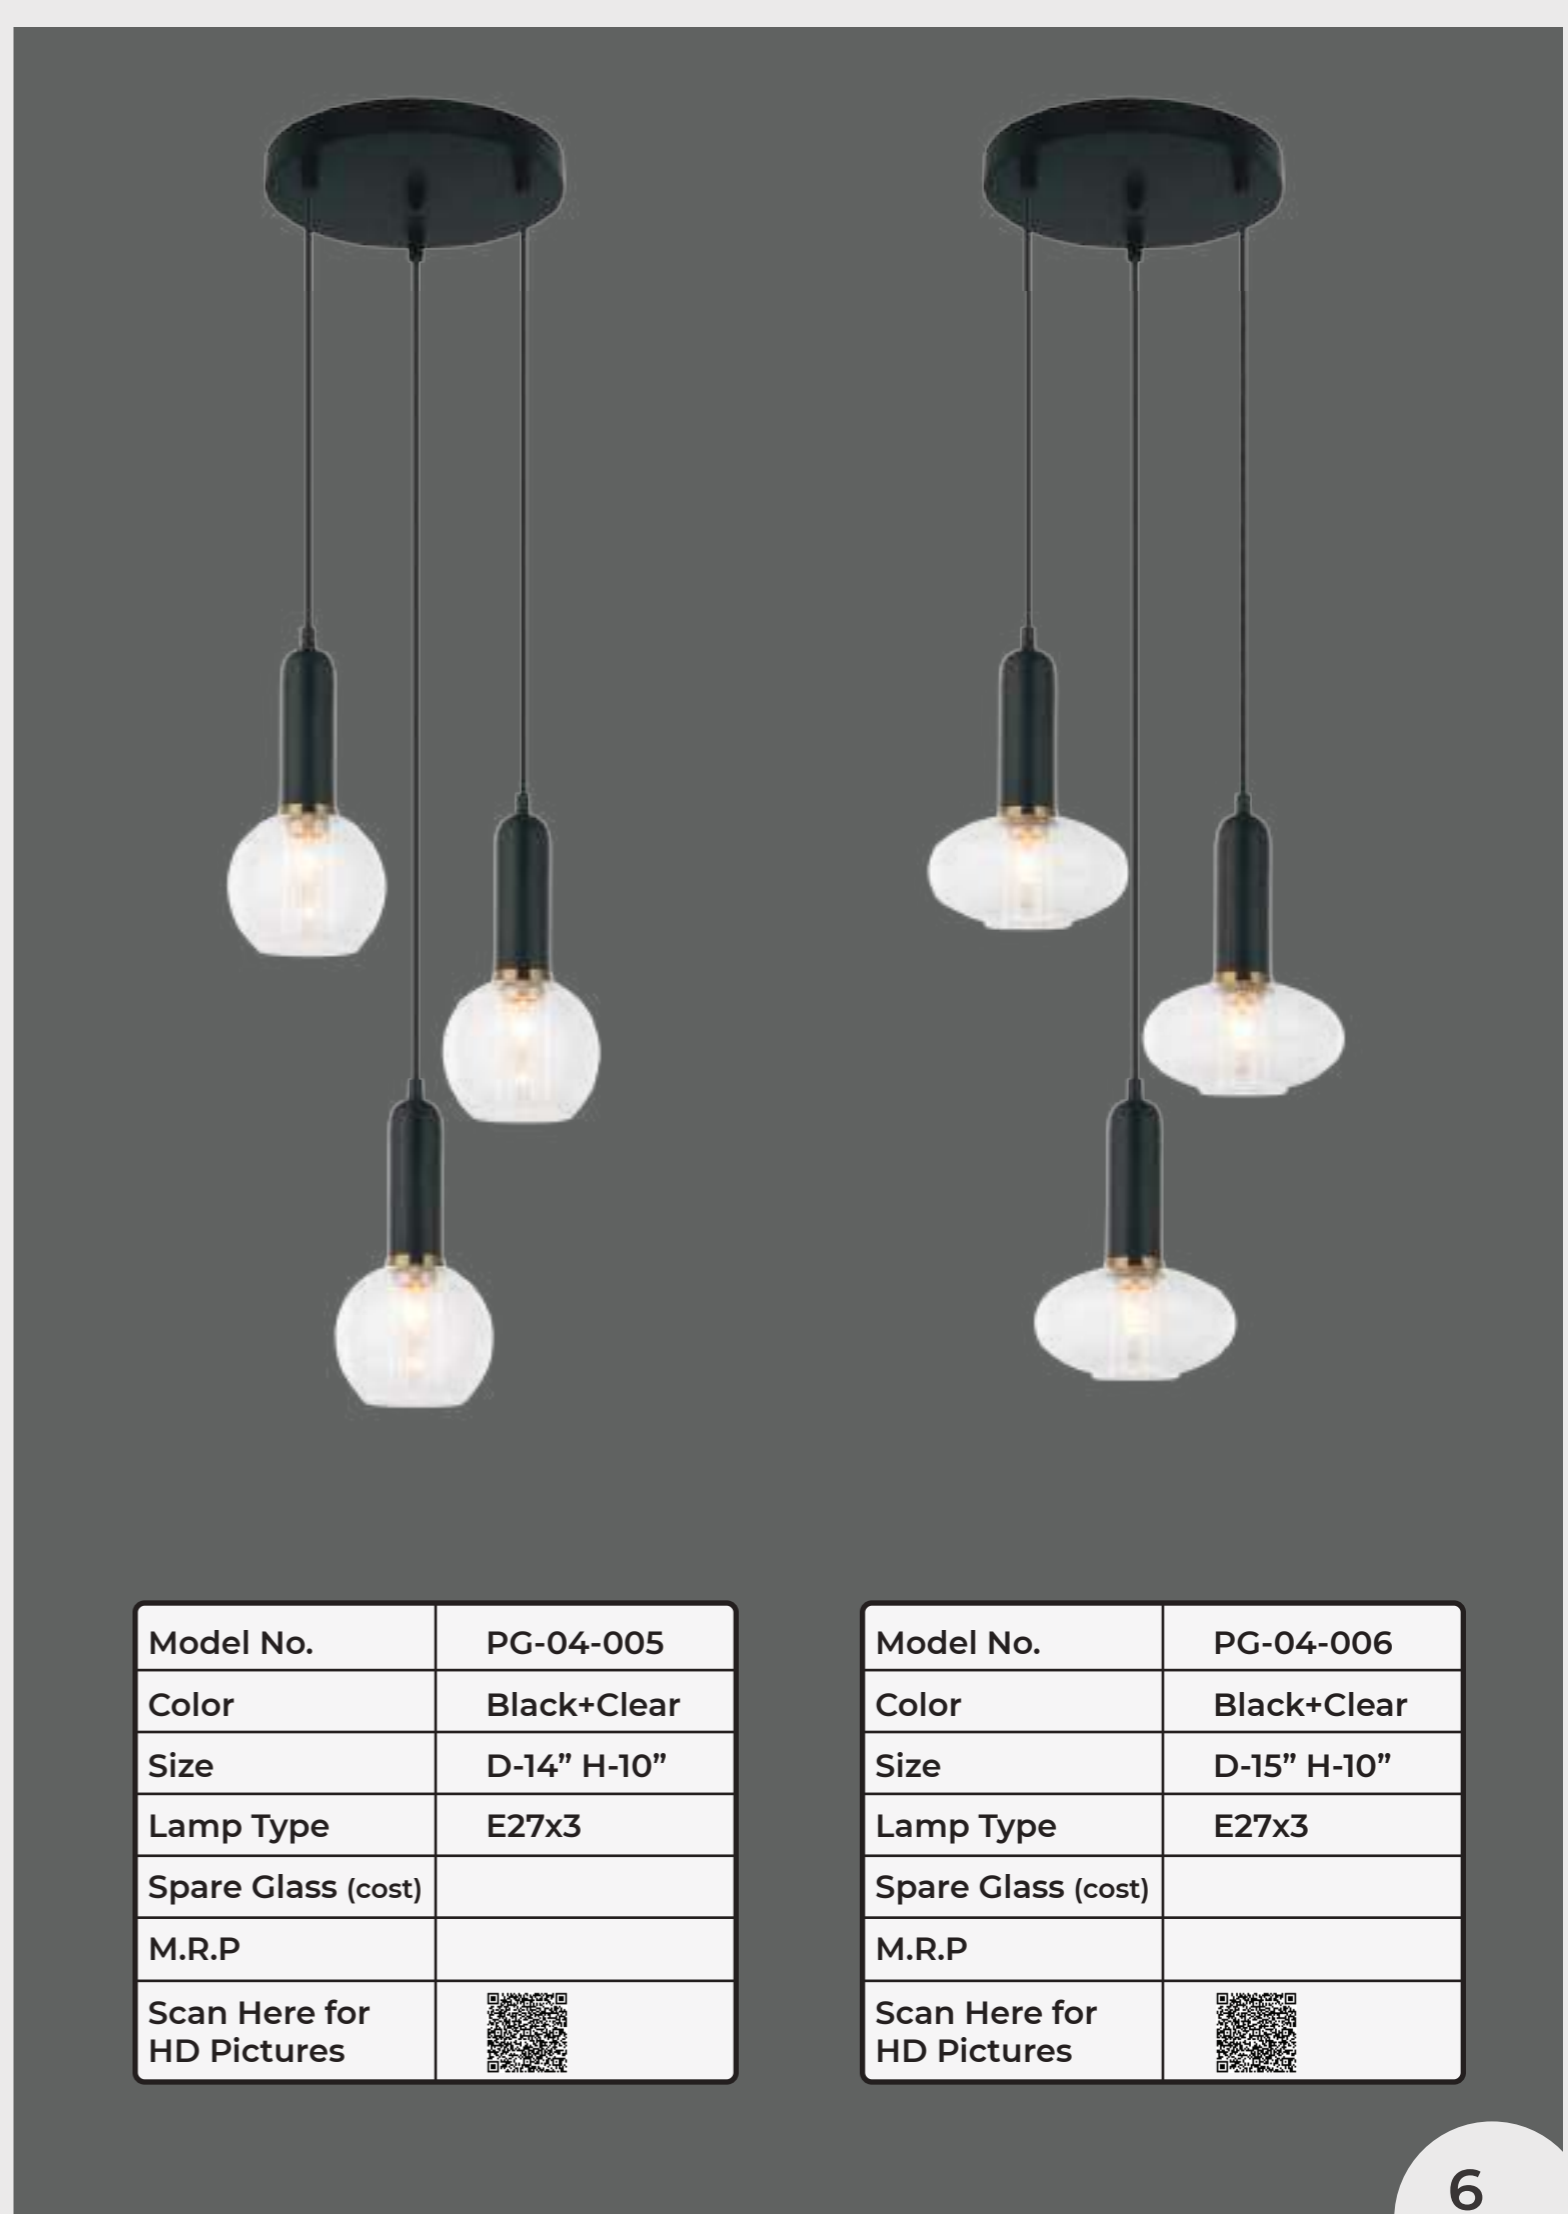 Model No. PG-04-005
Color Black+Clear
Size D-14” H-10”
Lamp Type E27x3
Spare Glass (cost)
M.R.P
Scan Here for
HD Pictures
Model No. PG-04-006
Color Black+Clear
Size D-15” H-10”
Lamp Type E27x3
Spare Glass (cost)
M.R.P
Scan Here for
HD Pictures
6